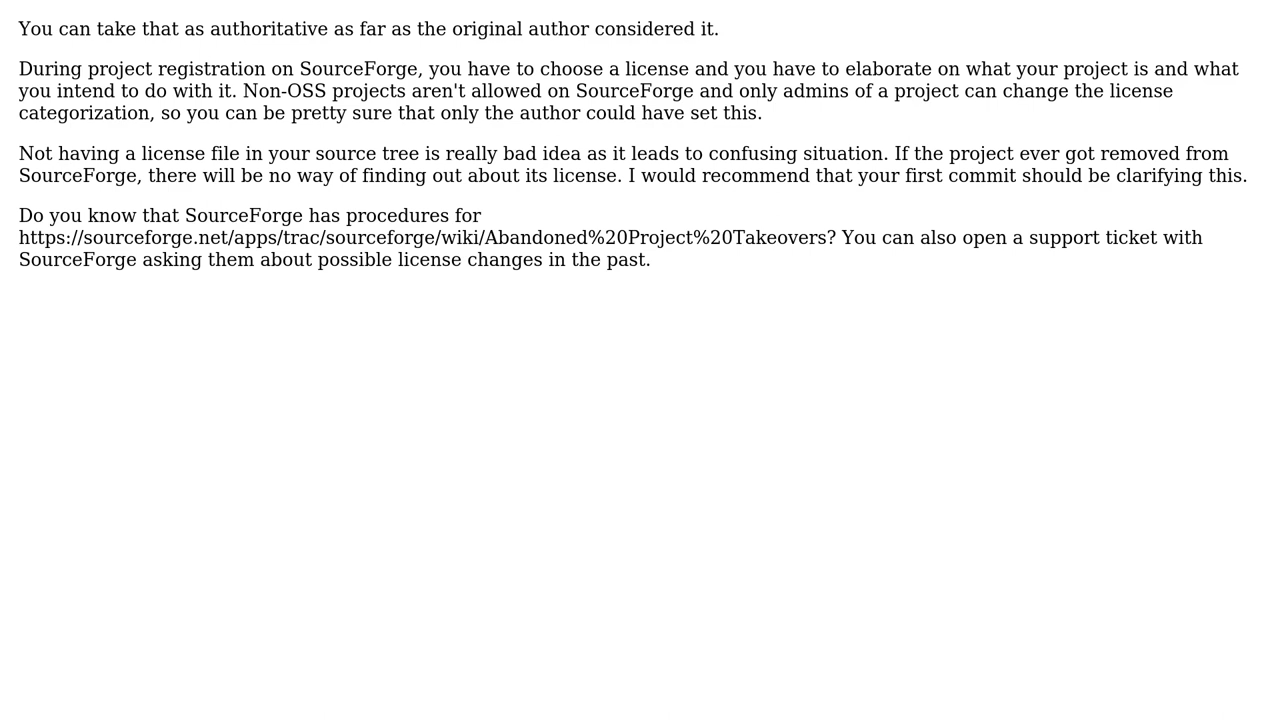 You can take that as authoritative as far as the original author considered it.
During project registration on SourceForge, you have to choose a license and you have to elaborate on what your project is and what
you intend to do with it. Non-OSS projects aren't allowed on SourceForge and only admins of a project can change the license
categorization, so you can be pretty sure that only the author could have set this.
Not having a license file in your source tree is really bad idea as it leads to confusing situation. If the project ever got removed from
SourceForge, there will be no way of finding out about its license. I would recommend that your first commit should be clarifying this.
Do you know that SourceForge has procedures for
https://sourceforge.net/apps/trac/sourceforge/wiki/Abandoned%20Project%20Takeovers? You can also open a support ticket with
SourceForge asking them about possible license changes in the past.